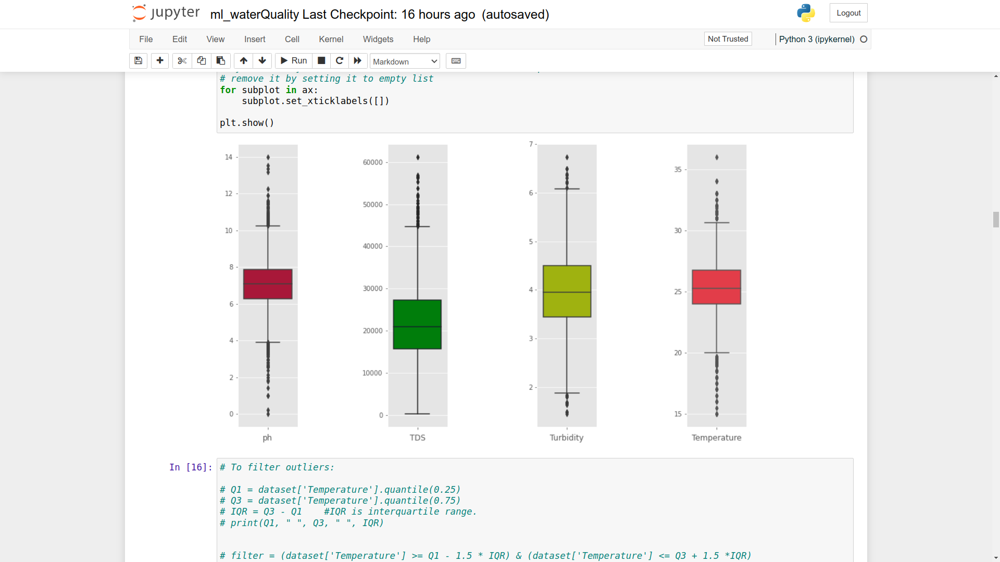 jupyter ml_waterQuality Last Checkpoint: 16 hours ago (autosaved) Logout
File Edit View Insert Cell Kernel Widgets Help Not Trusted Python 3 (ipykernel)
Run Markdown
# remove it by setting it to empty list
for subplot in ax:
    subplot.set_xticklabels([])
plt.show()
14
12
10
8
6
4
2
0
ph
60000
50000
40000
30000
20000
10000
0
TDS
7
6
5
4
3
2
Turbidity
35
30
25
20
15
Temperature
In [16]: # To filter outliers:
# Q1 = dataset['Temperature'].quantile(0.25)
# Q3 = dataset['Temperature'].quantile(0.75)
# IQR = Q3 - Q1    #IQR is interquartile range.
# print(Q1, " ", Q3, " ", IQR)
# filter = (dataset['Temperature'] >= Q1 - 1.5 * IQR) & (dataset['Temperature'] <= Q3 + 1.5 *IQR)